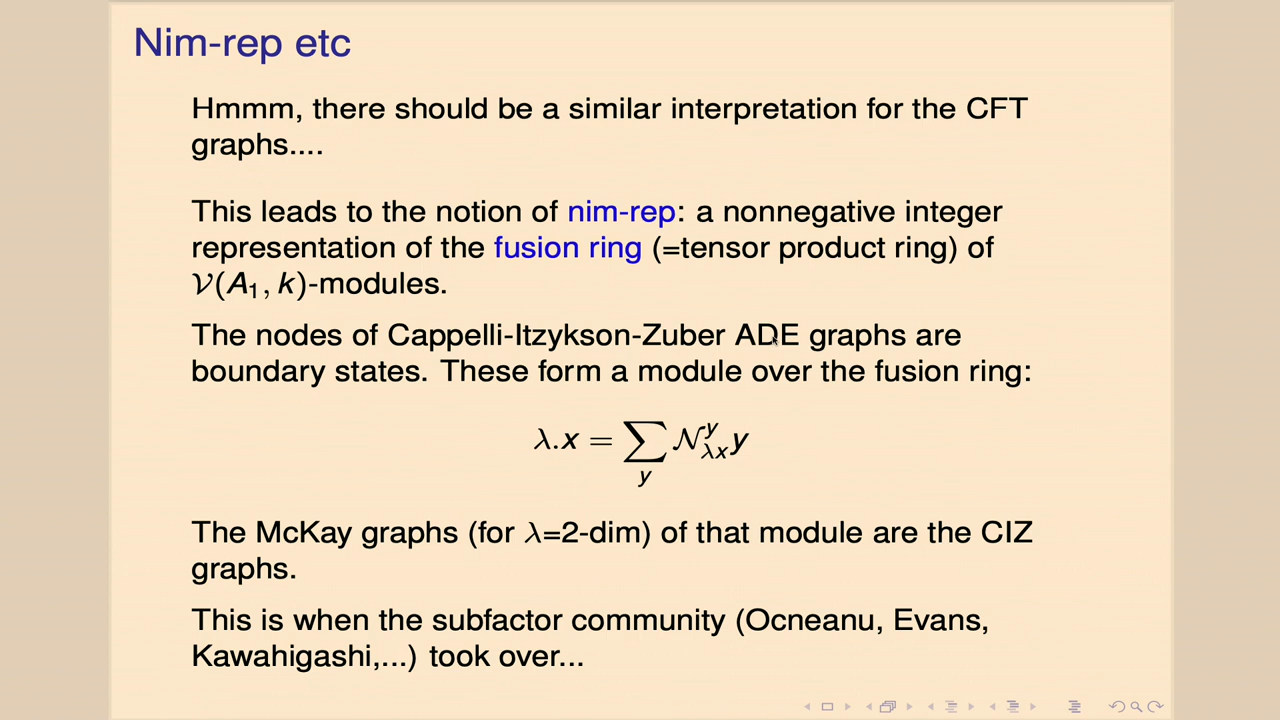 Nim-rep etc
Hmmm, there should be a similar interpretation for the CFT
graphs....
This leads to the notion of nim-rep: a nonnegative integer
representation of the fusion ring (=tensor product ring) of
𝒱(A₁, k)-modules.
The nodes of Cappelli-Itzykson-Zuber ADE graphs are
boundary states. These form a module over the fusion ring:
λ.x = ∑_y 𝒩_{λx}^y y
The McKay graphs (for λ=2-dim) of that module are the CIZ
graphs.
This is when the subfactor community (Ocneanu, Evans,
Kawahigashi,...) took over...